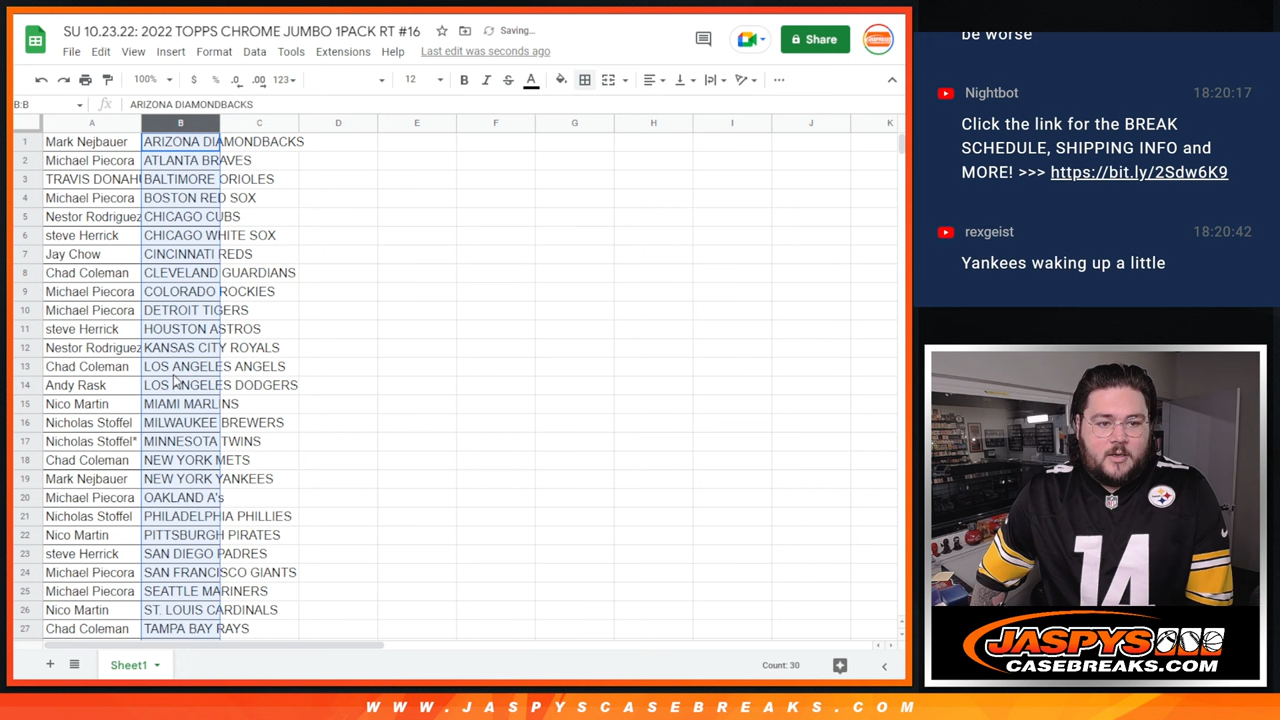 SU 10.23.22: 2022 TOPPS CHROME JUMBO 1PACK RT #16
Saving...
File Edit View Insert Format Data Tools Extensions Help Last edit was seconds ago
Share
100% $ % .0 .00 123 12 B I S A
B:B fx ARIZONA DIAMONDBACKS
A B C D E F G H I J K
1 Mark Nejbauer ARIZONA DIAMONDBACKS
2 Michael Piecora ATLANTA BRAVES
3 TRAVIS DONAHU BALTIMORE ORIOLES
4 Michael Piecora BOSTON RED SOX
5 Nestor Rodriguez CHICAGO CUBS
6 steve Herrick CHICAGO WHITE SOX
7 Jay Chow CINCINNATI REDS
8 Chad Coleman CLEVELAND GUARDIANS
9 Michael Piecora COLORADO ROCKIES
10 Michael Piecora DETROIT TIGERS
11 steve Herrick HOUSTON ASTROS
12 Nestor Rodriguez KANSAS CITY ROYALS
13 Chad Coleman LOS ANGELES ANGELS
14 Andy Rask LOS ANGELES DODGERS
15 Nico Martin MIAMI MARLINS
16 Nicholas Stoffel MILWAUKEE BREWERS
17 Nicholas Stoffel* MINNESOTA TWINS
18 Chad Coleman NEW YORK METS
19 Mark Nejbauer NEW YORK YANKEES
20 Michael Piecora OAKLAND A's
21 Nicholas Stoffel PHILADELPHIA PHILLIES
22 Nico Martin PITTSBURGH PIRATES
23 steve Herrick SAN DIEGO PADRES
24 Michael Piecora SAN FRANCISCO GIANTS
25 Michael Piecora SEATTLE MARINERS
26 Nico Martin ST. LOUIS CARDINALS
27 Chad Coleman TAMPA BAY RAYS
Sheet1
Count: 30
be worse
Nightbot 18:20:17
Click the link for the BREAK
SCHEDULE, SHIPPING INFO and
MORE! >>> https://bit.ly/2Sdw6K9
rexgeist 18:20:42
Yankees waking up a little
14
JASPYS
CASEBREAKS.COM
WWW.JASPYSCASEBREAKS.COM